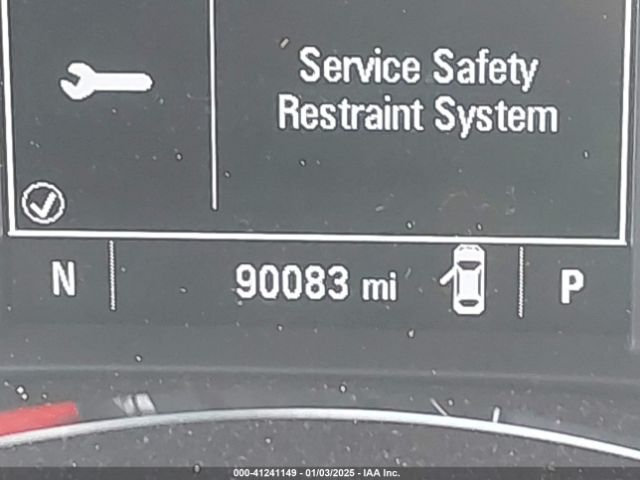 Service Safety
Restraint System
N 90083 mi P
000-41241149 - 01/03/2025 - IAA Inc.